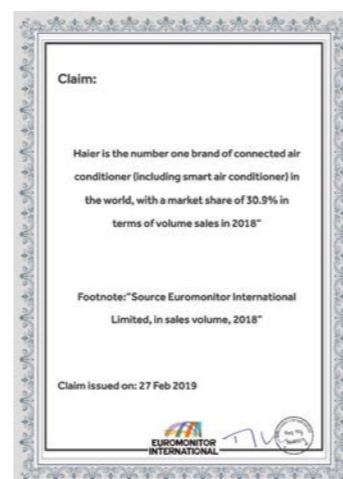 Claim:
Haier is the number one brand of connected air
conditioner (including smart air conditioner) in
the world, with a market share of 30.9% in
terms of volume sales in 2018"
Footnote:"Source Euromonitor International
Limited, in sales volume, 2018"
Claim issued on: 27 Feb 2019
EUROMONITOR
INTERNATIONAL